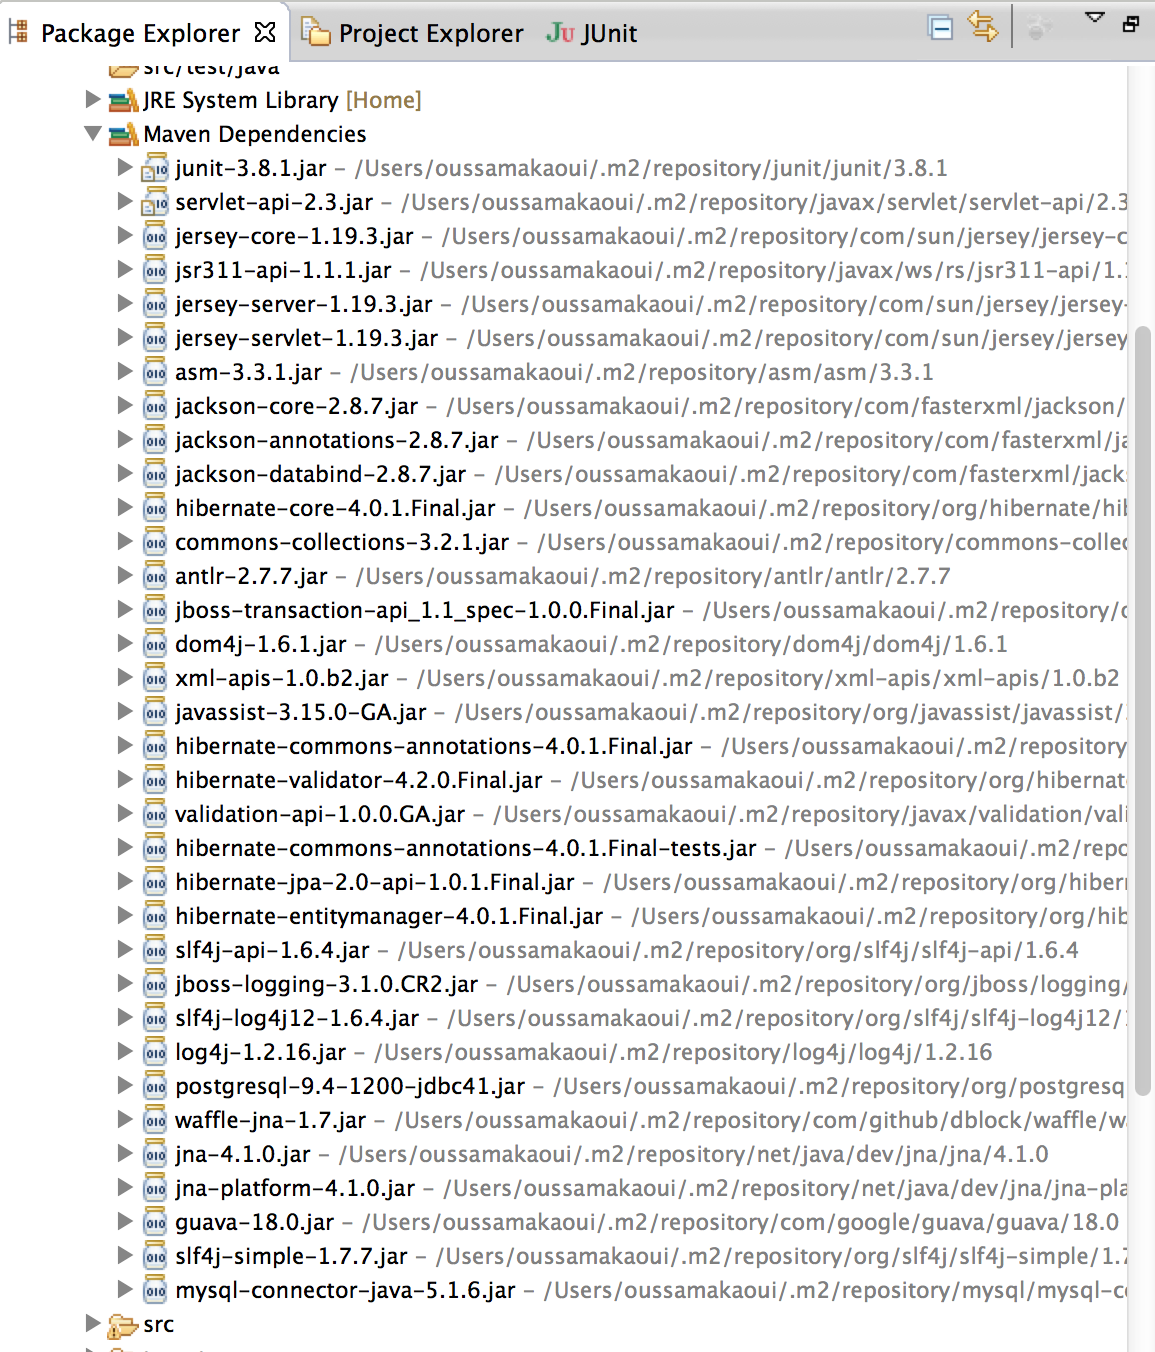 Package Explorer Project Explorer JU JUnit
src/test/java
JRE System Library [Home]
Maven Dependencies
junit-3.8.1.jar – /Users/oussamakaoui/.m2/repository/junit/junit/3.8.1
servlet-api-2.3.jar – /Users/oussamakaoui/.m2/repository/javax/servlet/servlet-api/2.3
jersey-core-1.19.3.jar – /Users/oussamakaoui/.m2/repository/com/sun/jersey/jersey-c
jsr311-api-1.1.1.jar – /Users/oussamakaoui/.m2/repository/javax/ws/rs/jsr311-api/1.1
jersey-server-1.19.3.jar – /Users/oussamakaoui/.m2/repository/com/sun/jersey/jersey-
jersey-servlet-1.19.3.jar – /Users/oussamakaoui/.m2/repository/com/sun/jersey/jersey
asm-3.3.1.jar – /Users/oussamakaoui/.m2/repository/asm/asm/3.3.1
jackson-core-2.8.7.jar – /Users/oussamakaoui/.m2/repository/com/fasterxml/jackson/
jackson-annotations-2.8.7.jar – /Users/oussamakaoui/.m2/repository/com/fasterxml/ja
jackson-databind-2.8.7.jar – /Users/oussamakaoui/.m2/repository/com/fasterxml/jack
hibernate-core-4.0.1.Final.jar – /Users/oussamakaoui/.m2/repository/org/hibernate/hib
commons-collections-3.2.1.jar – /Users/oussamakaoui/.m2/repository/commons-collec
antlr-2.7.7.jar – /Users/oussamakaoui/.m2/repository/antlr/antlr/2.7.7
jboss-transaction-api_1.1_spec-1.0.0.Final.jar – /Users/oussamakaoui/.m2/repository/o
dom4j-1.6.1.jar – /Users/oussamakaoui/.m2/repository/dom4j/dom4j/1.6.1
xml-apis-1.0.b2.jar – /Users/oussamakaoui/.m2/repository/xml-apis/xml-apis/1.0.b2
javassist-3.15.0-GA.jar – /Users/oussamakaoui/.m2/repository/org/javassist/javassist/
hibernate-commons-annotations-4.0.1.Final.jar – /Users/oussamakaoui/.m2/repository
hibernate-validator-4.2.0.Final.jar – /Users/oussamakaoui/.m2/repository/org/hibernat
validation-api-1.0.0.GA.jar – /Users/oussamakaoui/.m2/repository/javax/validation/vali
hibernate-commons-annotations-4.0.1.Final-tests.jar – /Users/oussamakaoui/.m2/repo
hibernate-jpa-2.0-api-1.0.1.Final.jar – /Users/oussamakaoui/.m2/repository/org/hibern
hibernate-entitymanager-4.0.1.Final.jar – /Users/oussamakaoui/.m2/repository/org/hib
slf4j-api-1.6.4.jar – /Users/oussamakaoui/.m2/repository/org/slf4j/slf4j-api/1.6.4
jboss-logging-3.1.0.CR2.jar – /Users/oussamakaoui/.m2/repository/org/jboss/logging/
slf4j-log4j12-1.6.4.jar – /Users/oussamakaoui/.m2/repository/org/slf4j/slf4j-log4j12/1
log4j-1.2.16.jar – /Users/oussamakaoui/.m2/repository/log4j/log4j/1.2.16
postgresql-9.4-1200-jdbc41.jar – /Users/oussamakaoui/.m2/repository/org/postgresq
waffle-jna-1.7.jar – /Users/oussamakaoui/.m2/repository/com/github/dblock/waffle/w
jna-4.1.0.jar – /Users/oussamakaoui/.m2/repository/net/java/dev/jna/jna/4.1.0
jna-platform-4.1.0.jar – /Users/oussamakaoui/.m2/repository/net/java/dev/jna/jna-pla
guava-18.0.jar – /Users/oussamakaoui/.m2/repository/com/google/guava/guava/18.0
slf4j-simple-1.7.7.jar – /Users/oussamakaoui/.m2/repository/org/slf4j/slf4j-simple/1.7
mysql-connector-java-5.1.6.jar – /Users/oussamakaoui/.m2/repository/mysql/mysql-co
src